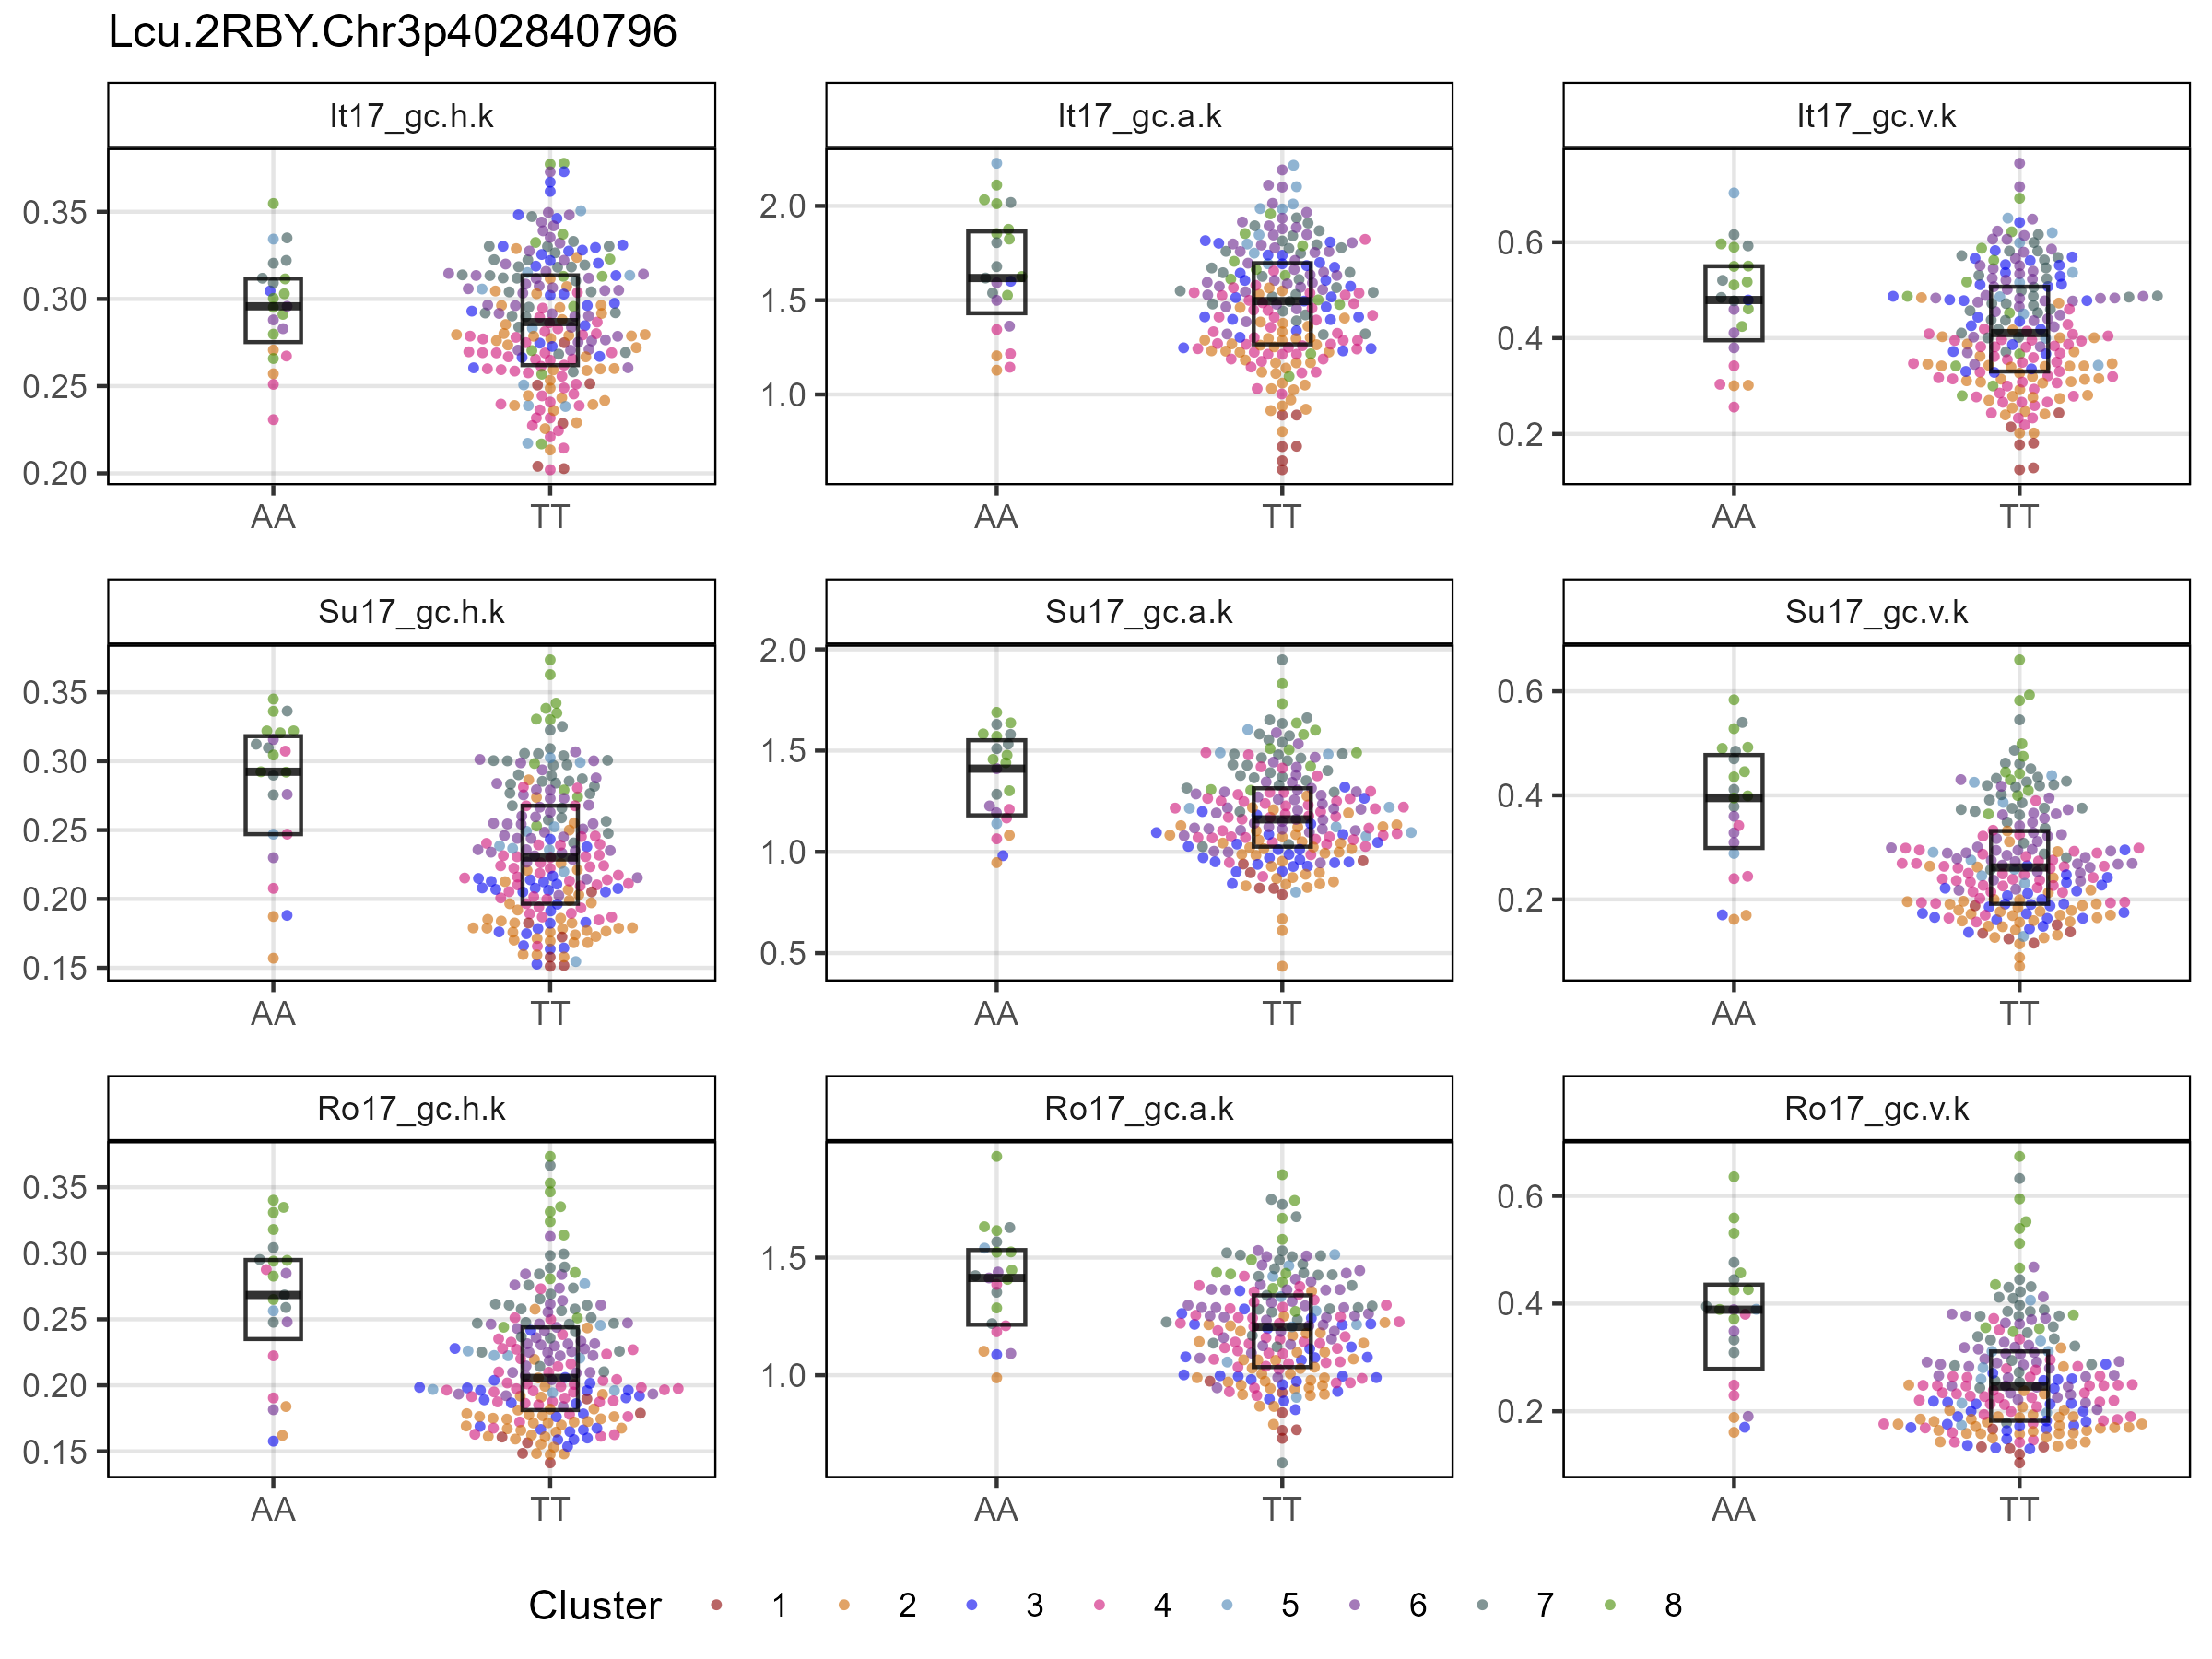 Lcu.2RBY.Chr3p402840796
It17_gc.h.k
It17_gc.a.k
It17_gc.v.k
0.35
0.30
0.25
0.20
AA TT
2.0
1.5
1.0
AA TT
0.6
0.4
0.2
AA TT
Su17_gc.h.k
Su17_gc.a.k
Su17_gc.v.k
0.35
0.30
0.25
0.20
0.15
AA TT
2.0
1.5
1.0
0.5
AA TT
0.6
0.4
0.2
AA TT
Ro17_gc.h.k
Ro17_gc.a.k
Ro17_gc.v.k
0.35
0.30
0.25
0.20
0.15
AA TT
1.5
1.0
AA TT
0.6
0.4
0.2
AA TT
Cluster 1 2 3 4 5 6 7 8